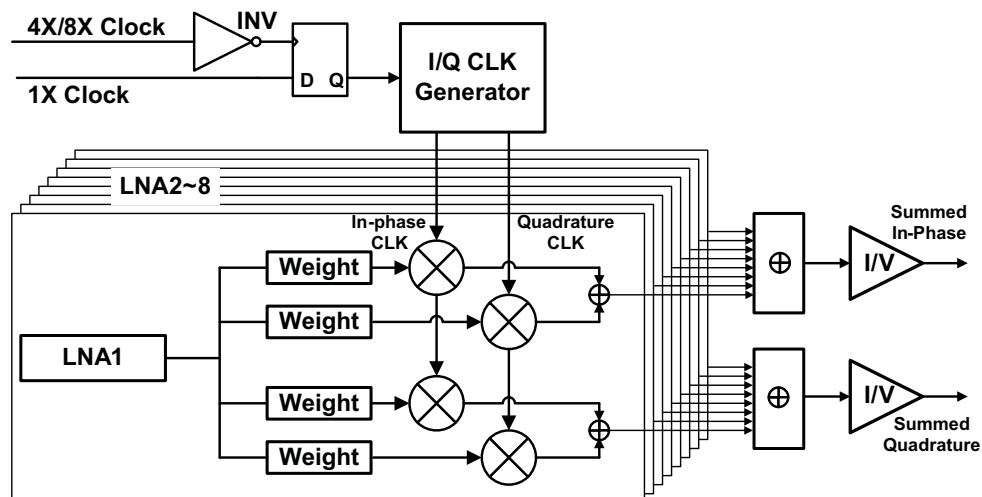 4X/8X Clock
INV
D Q
1X Clock
I/Q CLK
Generator
LNA2~8
In-phase
CLK
Quadrature
CLK
Weight
Weight
LNA1
Weight
Weight
Summed
In-Phase
I/V
I/V
Summed
Quadrature